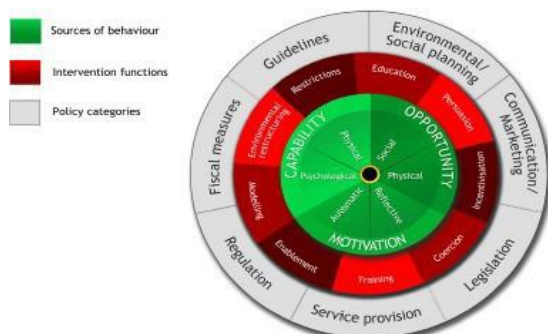 Sources of behaviour
Intervention functions
Policy categories
Guidelines
Environmental/
Social planning
Communication/
Marketing
Legislation
Service provision
Regulation
Fiscal measures
Restrictions
Education
Persuasion
Incentivisation
Coercion
Training
Enablement
Modelling
Environmental
restructuring
CAPABILITY
OPPORTUNITY
MOTIVATION
Physical
Social
Physical
Reflective
Automatic
Psychological